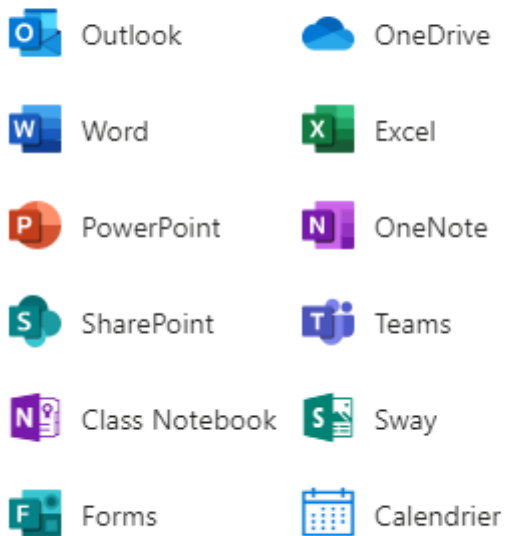 Outlook OneDrive
Word Excel
PowerPoint OneNote
SharePoint Teams
Class Notebook Sway
Forms Calendrier